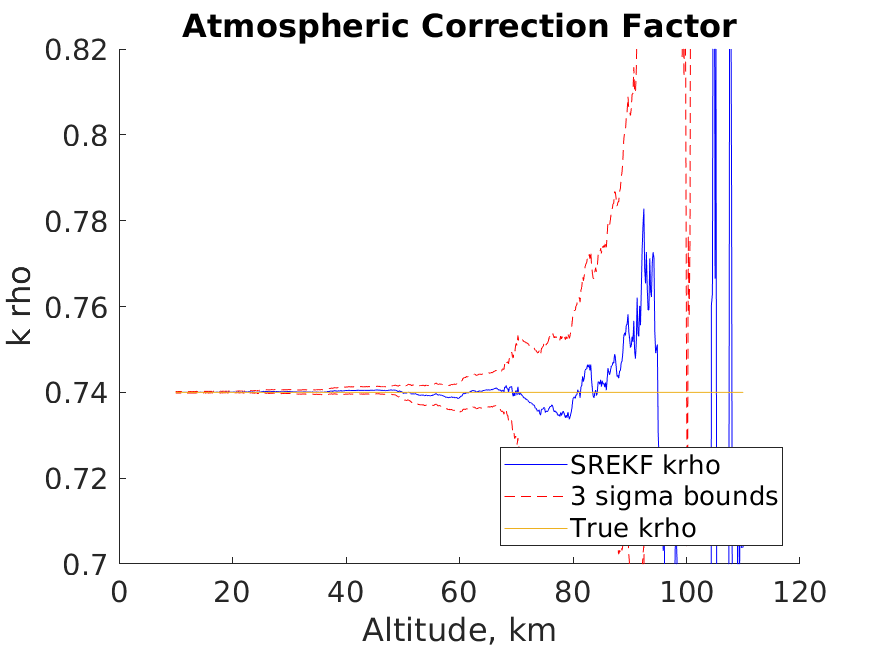 Atmospheric Correction Factor
0.82
0.8
0.78
0.76
0.74
0.72
0.7
k rho
SREKF krho
3 sigma bounds
True krho
0 20 40 60 80 100 120
Altitude, km